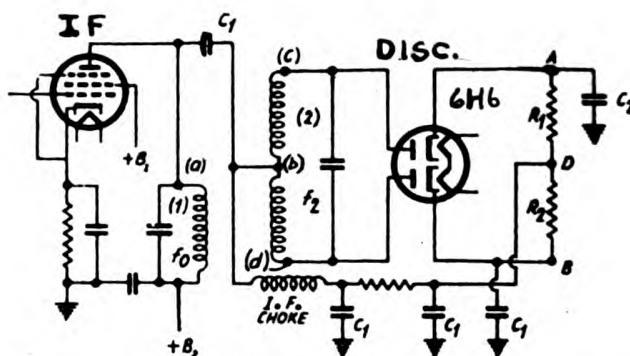 IF
C1
(C)
DISC.
A
6H6
C2
R1
(2)
+B1
(a)
(b)
D
(1)
f2
R2
f0
(d)
B
I.F.
CHOKE
C1
C1
C1
+B2